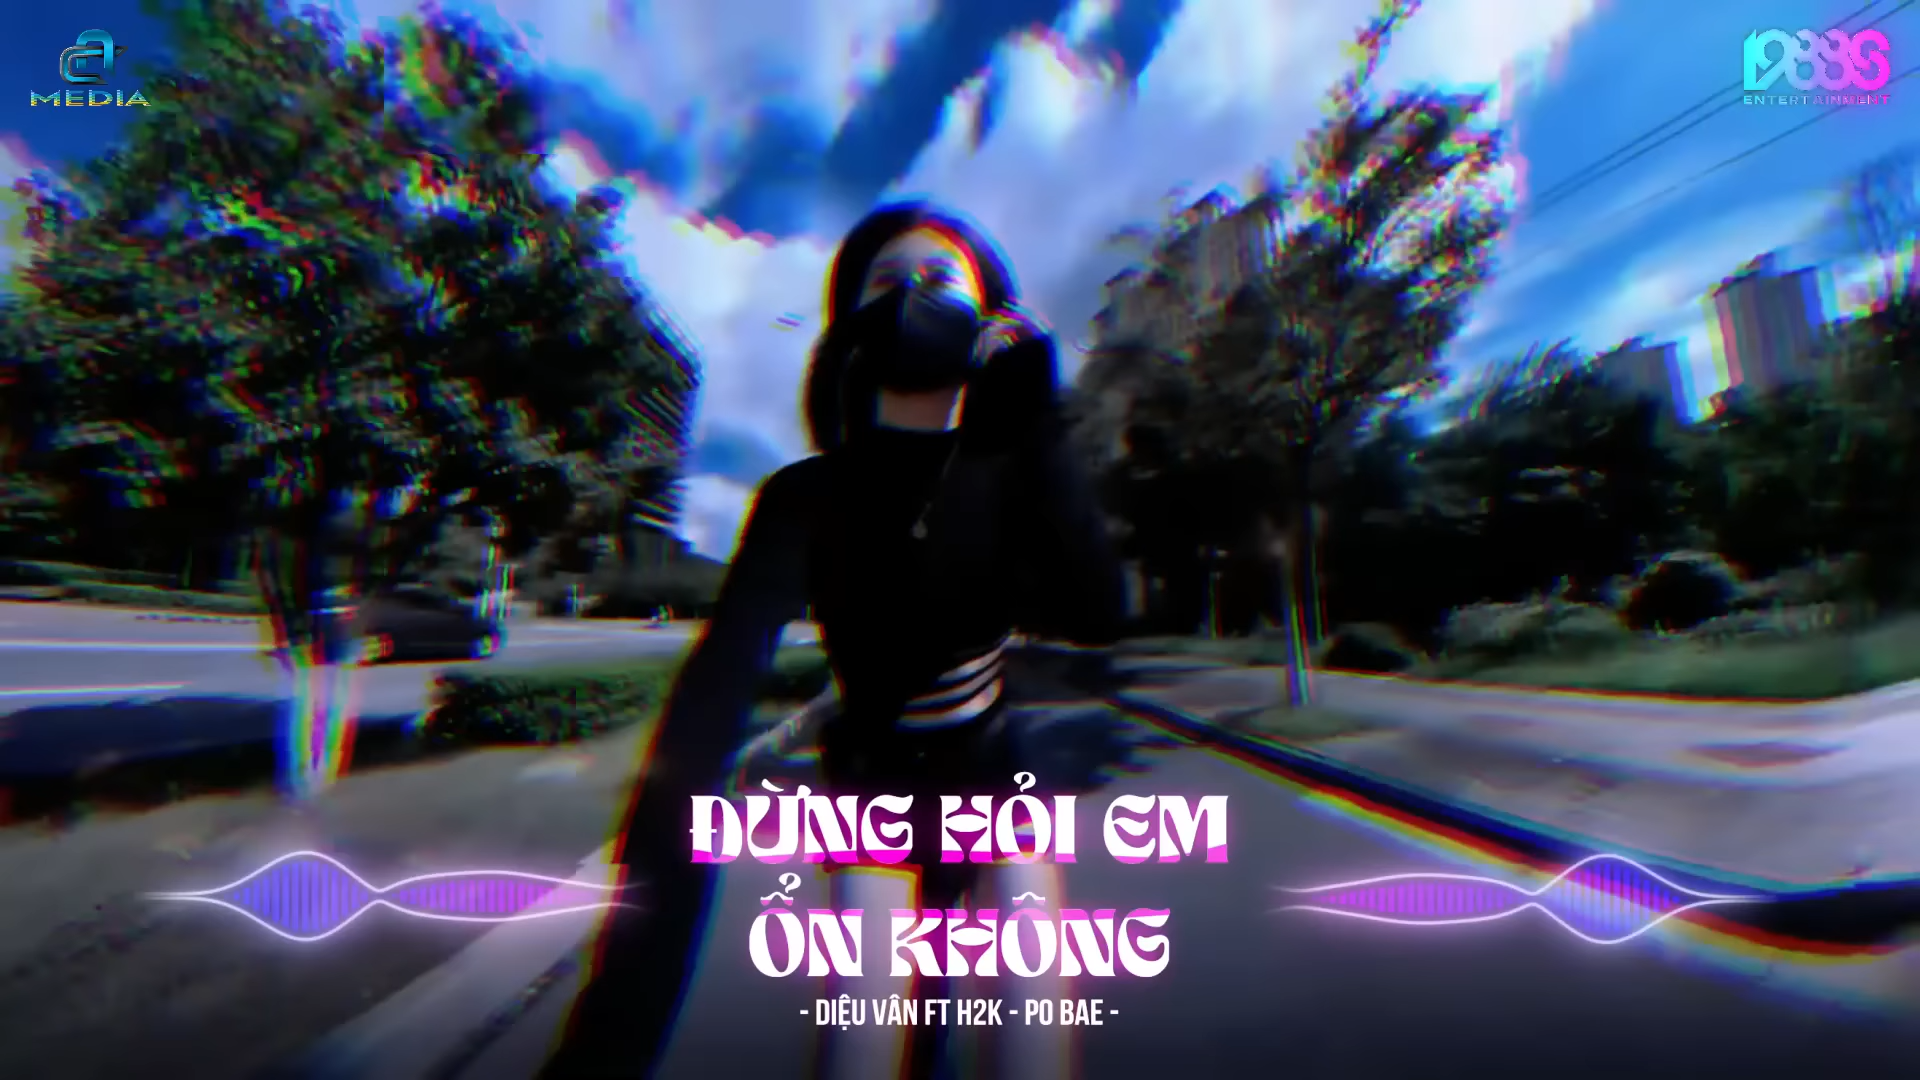 MEDIA
1988S
ENTERTAINMENT
ĐỪNG HỎI EM
ỔN KHÔNG
- DIỆU VÂN FT H2K - PO BAE -